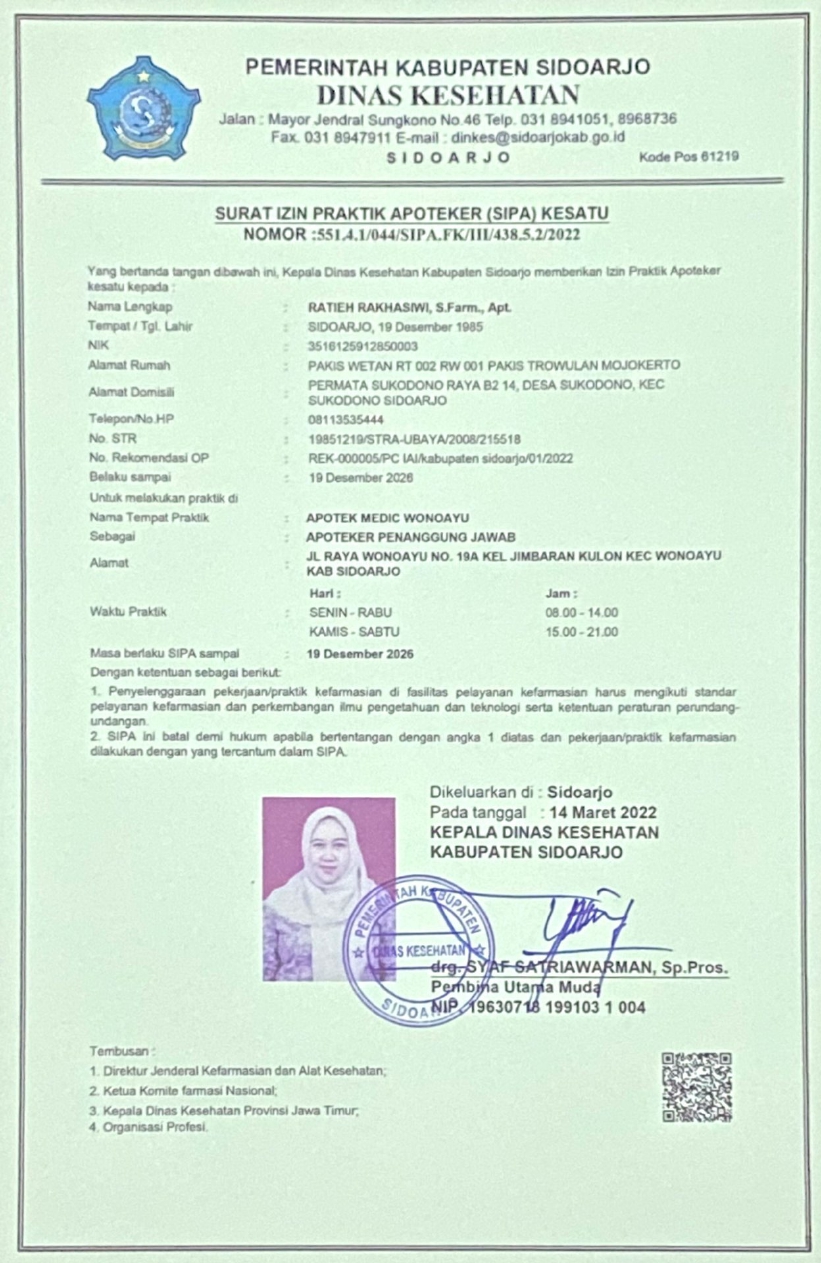 PEMERINTAH KABUPATEN SIDOARJO
DINAS KESEHATAN
Jalan : Mayor Jendral Sungkono No.46 Telp. 031 8941051, 8968736
Fax. 031 8947911 E-mail : dinkes@sidoarjokab.go.id
SIDOARJO Kode Pos 61219
SURAT IZIN PRAKTIK APOTEKER (SIPA) KESATU
NOMOR :551.4.1/044/SIPA.FK/III/438.5.2/2022
Yang bertanda tangan dibawah ini, Kepala Dinas Kesehatan Kabupaten Sidoarjo memberikan Izin Praktik Apoteker
kesatu kepada :
Nama Lengkap : RATIEH RAKHASIWI, S.Farm., Apt.
Tempat / Tgl. Lahir : SIDOARJO, 19 Desember 1985
NIK : 3516125912850003
Alamat Rumah : PAKIS WETAN RT 002 RW 001 PAKIS TROWULAN MOJOKERTO
Alamat Domisili : PERMATA SUKODONO RAYA B2 14, DESA SUKODONO, KEC
SUKODONO SIDOARJO
Telepon/No.HP : 08113535444
No. STR : 19851219/STRA-UBAYA/2008/215518
No. Rekomendasi OP : REK-000005/PC IAI/kabupaten sidoarjo/01/2022
Belaku sampai : 19 Desember 2026
Untuk melakukan praktik di
Nama Tempat Praktik : APOTEK MEDIC WONOAYU
Sebagai : APOTEKER PENANGGUNG JAWAB
Alamat : JL RAYA WONOAYU NO. 19A KEL JIMBARAN KULON KEC WONOAYU
KAB SIDOARJO
Hari : Jam :
Waktu Praktik : SENIN - RABU 08.00 - 14.00
KAMIS - SABTU 15.00 - 21.00
Masa berlaku SIPA sampai : 19 Desember 2026
Dengan ketentuan sebagai berikut:
1. Penyelenggaraan pekerjaan/praktik kefarmasian di fasilitas pelayanan kefarmasian harus mengikuti standar
pelayanan kefarmasian dan perkembangan ilmu pengetahuan dan teknologi serta ketentuan peraturan perundang-
undangan.
2. SIPA ini batal demi hukum apabila bertentangan dengan angka 1 diatas dan pekerjaan/praktik kefarmasian
dilakukan dengan yang tercantum dalam SIPA.
Dikeluarkan di : Sidoarjo
Pada tanggal : 14 Maret 2022
KEPALA DINAS KESEHATAN
KABUPATEN SIDOARJO
PEMERINTAH KABUPATEN
DINAS KESEHATAN
SIDOARJO
drg. SYAF SATRIAWARMAN, Sp.Pros.
Pembina Utama Muda
NIP. 19630718 199103 1 004
Tembusan :
1. Direktur Jenderal Kefarmasian dan Alat Kesehatan;
2. Ketua Komite farmasi Nasional;
3. Kepala Dinas Kesehatan Provinsi Jawa Timur;
4. Organisasi Profesi.